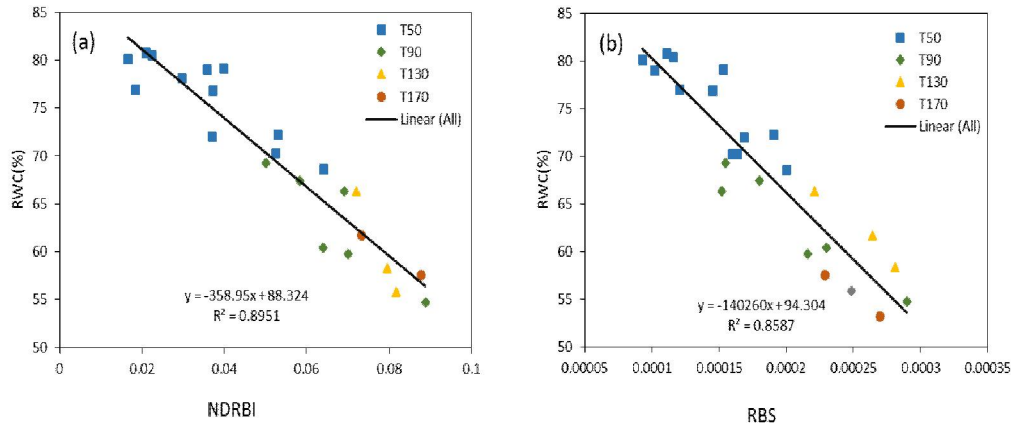 85
80
75
70
65
60
55
50
RWC(%)
(a)
T50
T90
T130
T170
Linear (All)
y = -358.95x + 88.324
R² = 0.8951
0
0.02
0.04
0.06
0.08
0.1
NDRBI
85
80
75
70
65
60
55
50
RWC(%)
(b)
T50
T90
T130
T170
Linear (All)
y = -140260x + 94.304
R² = 0.8587
0.00005
0.0001
0.00015
0.0002
0.00025
0.0003
0.00035
RBS